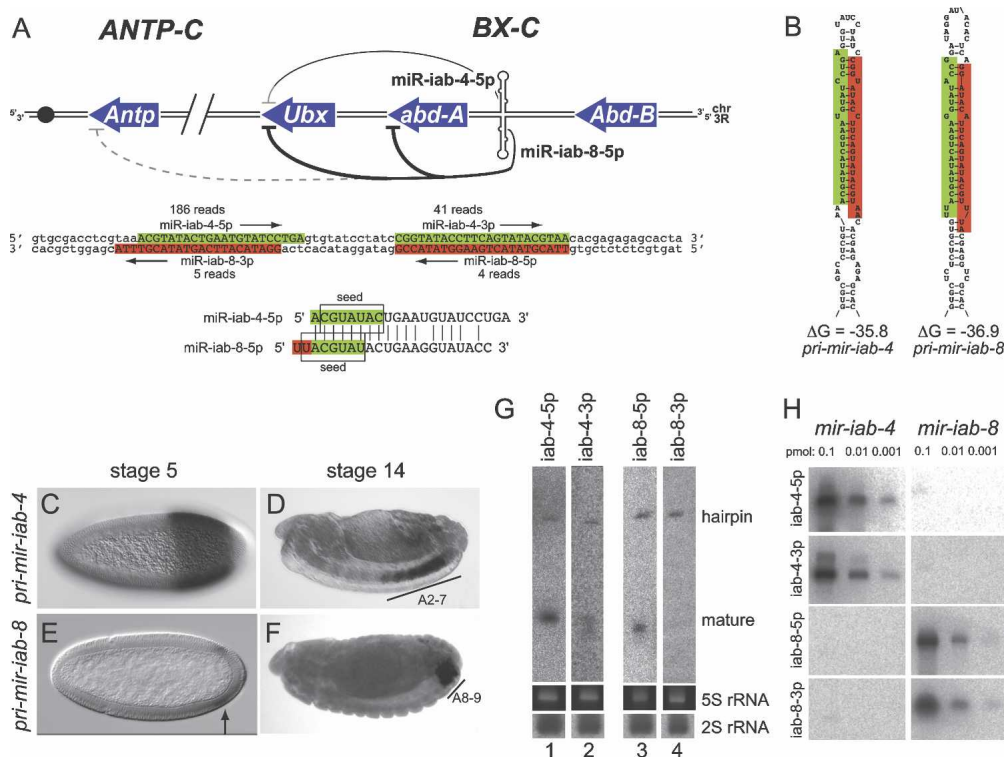 A
ANTP-C
BX-C
miR-iab-4-5p
5' 3'
Antp
Ubx
abd-A
Abd-B
3' 5'
chr 3R
miR-iab-8-5p
186 reads
41 reads
miR-iab-4-5p
miR-iab-4-3p
5' gtgcgacctcgtaaACGTATACTGAATGTATCCTGAgtgtatcctatcCGGTATACCTTCAGTATACGTAAcacgagagagcacta 3'
3' cacgctggagcATTTGCATATGACTTACATAGGactcacataggatagGCCATATGGAAGTCATATGCATTgtgctctctcgtgat 5'
miR-iab-8-3p
miR-iab-8-5p
5 reads
4 reads
seed
miR-iab-4-5p 5' ACGUAUACUGAAUGUAUCCUGA
miR-iab-8-5p 5' UUACGUAUACUGAAGGUAUACC 3'
seed
B
ΔG = -35.8
pri-mir-iab-4
ΔG = -36.9
pri-mir-iab-8
stage 5
stage 14
pri-mir-iab-4
C
D
A2-7
pri-mir-iab-8
E
F
A8-9
G
iab-4-5p
iab-4-3p
iab-8-5p
iab-8-3p
hairpin
mature
5S rRNA
2S rRNA
1 2 3 4
H
mir-iab-4
mir-iab-8
pmol: 0.1 0.01 0.001
0.1 0.01 0.001
iab-4-5p
iab-4-3p
iab-8-5p
iab-8-3p